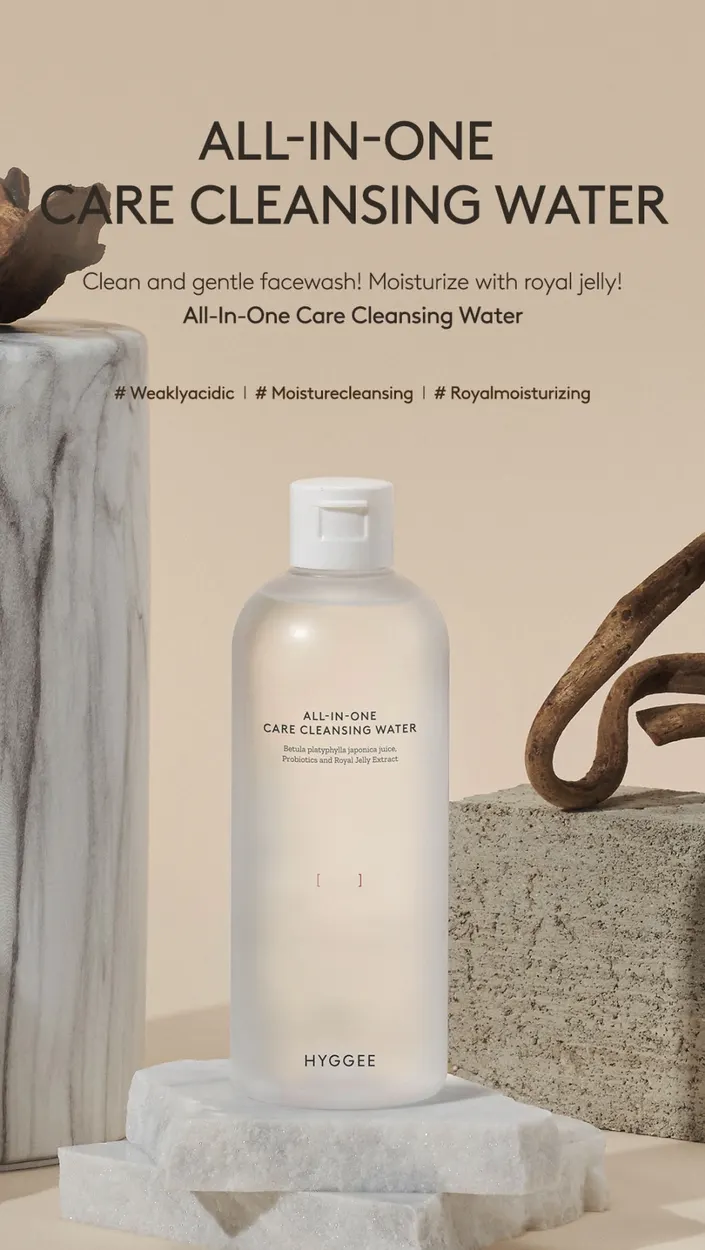 ALL-IN-ONE
CARE CLEANSING WATER
Clean and gentle facewash! Moisturize with royal jelly!
All-In-One Care Cleansing Water
# Weaklyacidic | # Moisturecleansing | # Royalmoisturizing
ALL-IN-ONE
CARE CLEANSING WATER
Betula platyphylla japonica juice,
Probiotics and Royal Jelly Extract
[ ]
HYGGEE